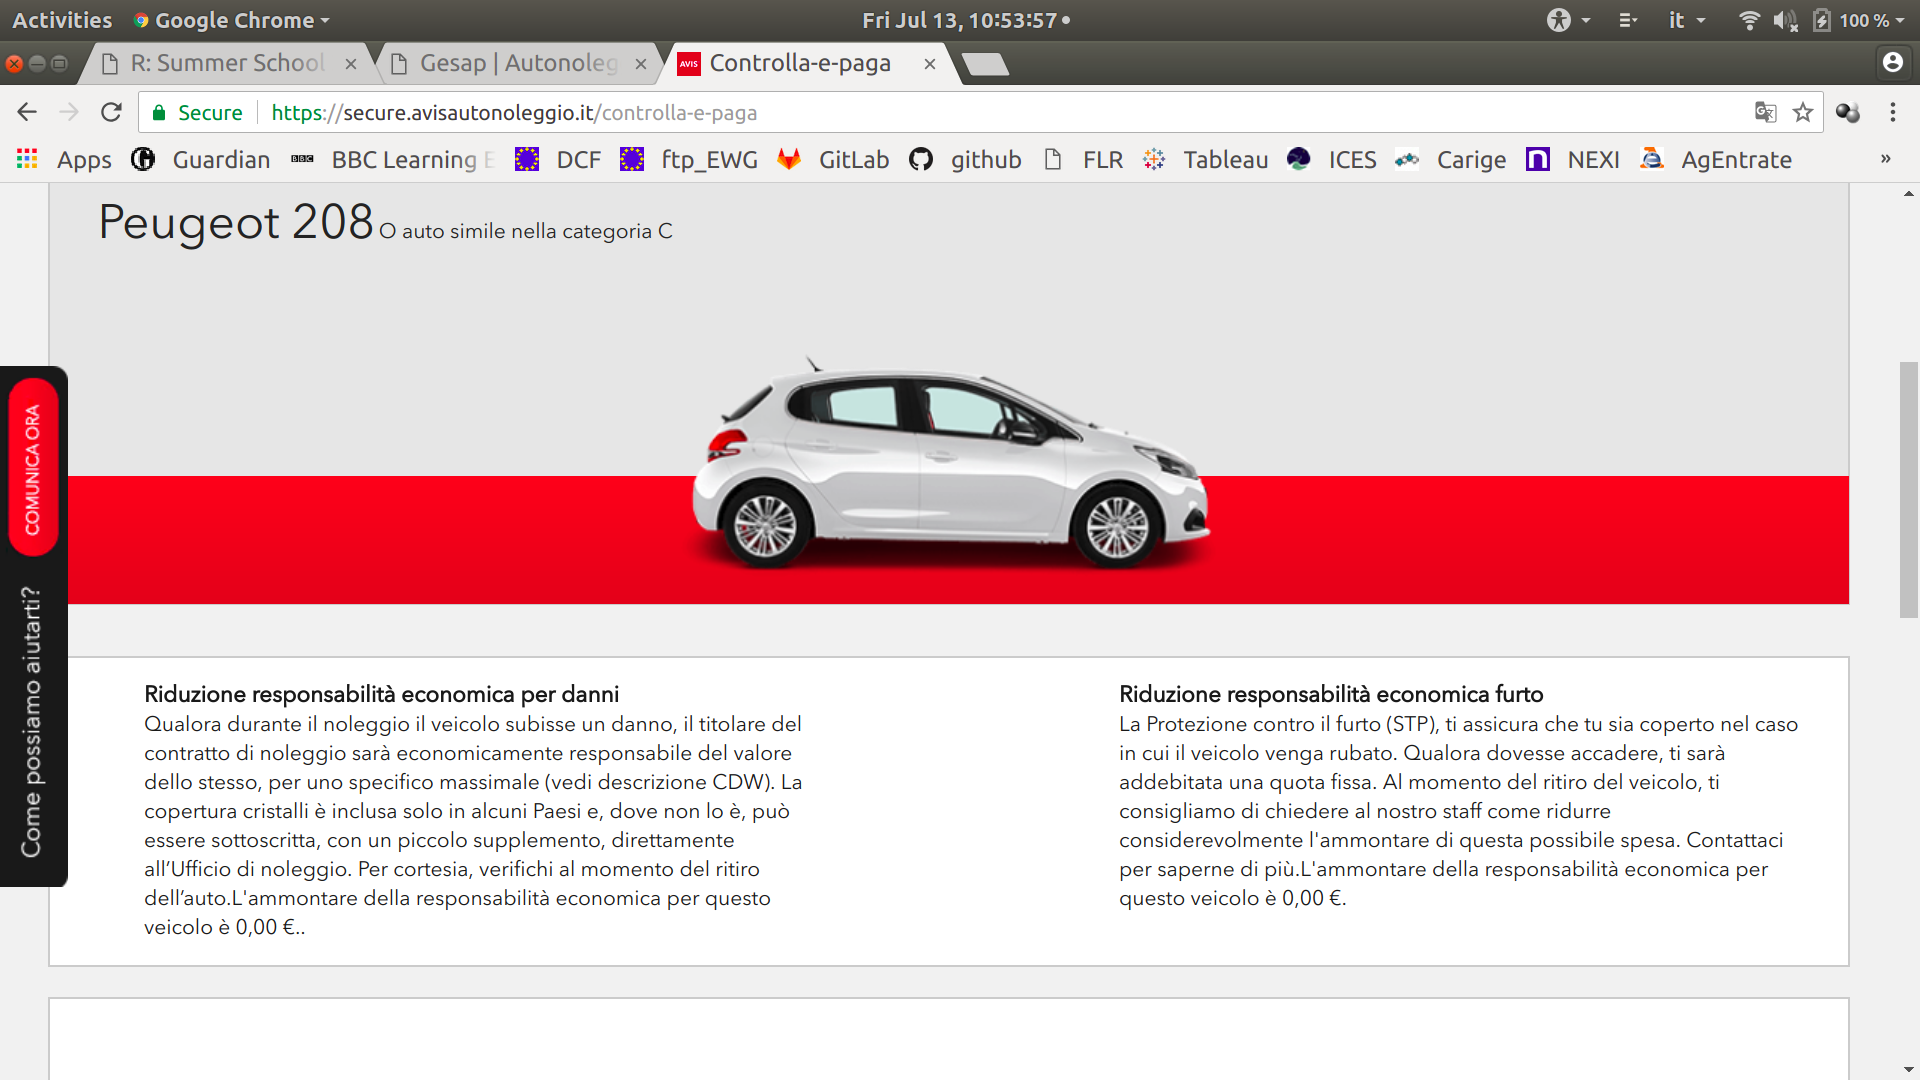 Activities Google Chrome Fri Jul 13, 10:53:57 it 100 %
R: Summer School Gesap | Autonoleg AVIS Controlla-e-paga
Secure https://secure.avisautonoleggio.it/controlla-e-paga
Apps Guardian BBC BBC Learning E DCF ftp_EWG GitLab github FLR Tableau ICES Carige NEXI AgEntrate »
Peugeot 208 O auto simile nella categoria C
COMUNICA ORA
Come possiamo aiutarti?
Riduzione responsabilità economica per danni
Qualora durante il noleggio il veicolo subisse un danno, il titolare del
contratto di noleggio sarà economicamente responsabile del valore
dello stesso, per uno specifico massimale (vedi descrizione CDW). La
copertura cristalli è inclusa solo in alcuni Paesi e, dove non lo è, può
essere sottoscritta, con un piccolo supplemento, direttamente
all’Ufficio di noleggio. Per cortesia, verifichi al momento del ritiro
dell’auto.L'ammontare della responsabilità economica per questo
veicolo è 0,00 €..
Riduzione responsabilità economica furto
La Protezione contro il furto (STP), ti assicura che tu sia coperto nel caso
in cui il veicolo venga rubato. Qualora dovesse accadere, ti sarà
addebitata una quota fissa. Al momento del ritiro del veicolo, ti
consigliamo di chiedere al nostro staff come ridurre
considerevolmente l'ammontare di questa possibile spesa. Contattaci
per saperne di più.L'ammontare della responsabilità economica per
questo veicolo è 0,00 €.